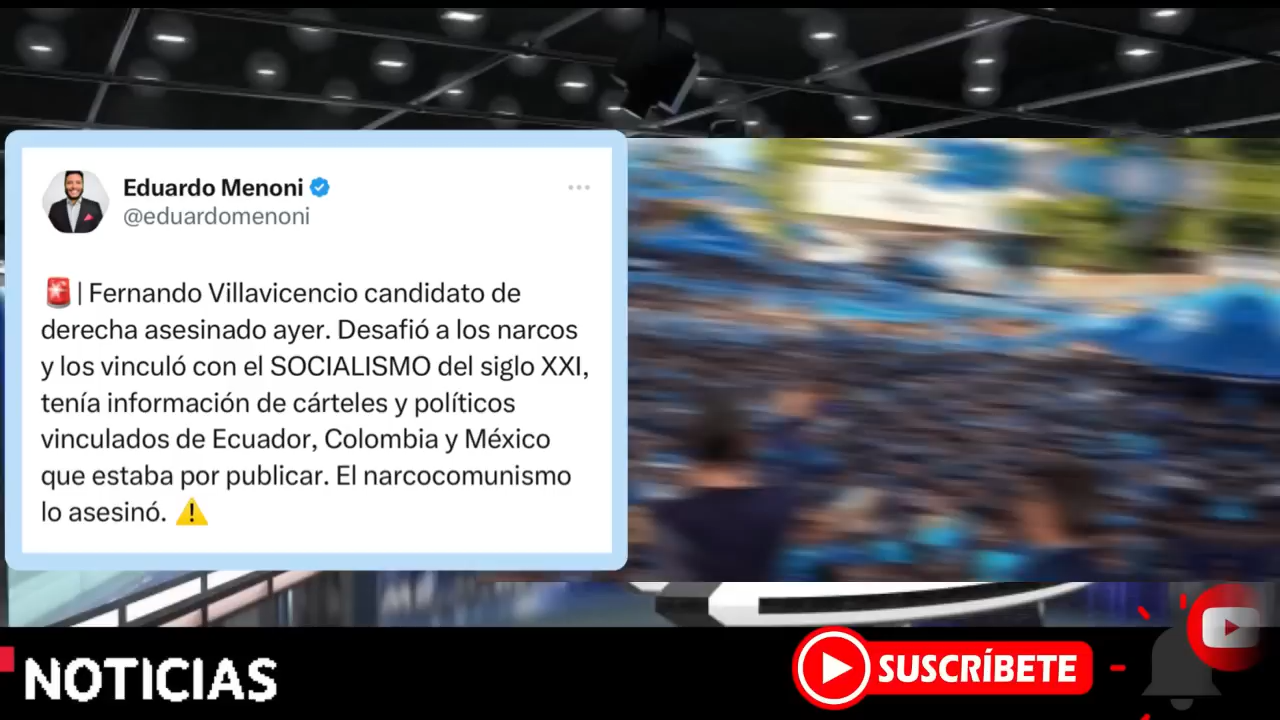 Eduardo Menoni
@eduardomenoni
| Fernando Villavicencio candidato de
derecha asesinado ayer. Desafió a los narcos
y los vinculó con el SOCIALISMO del siglo XXI,
tenía información de cárteles y políticos
vinculados de Ecuador, Colombia y México
que estaba por publicar. El narcocomunismo
lo asesinó. ⚠️
NOTICIAS
SUSCRÍBETE